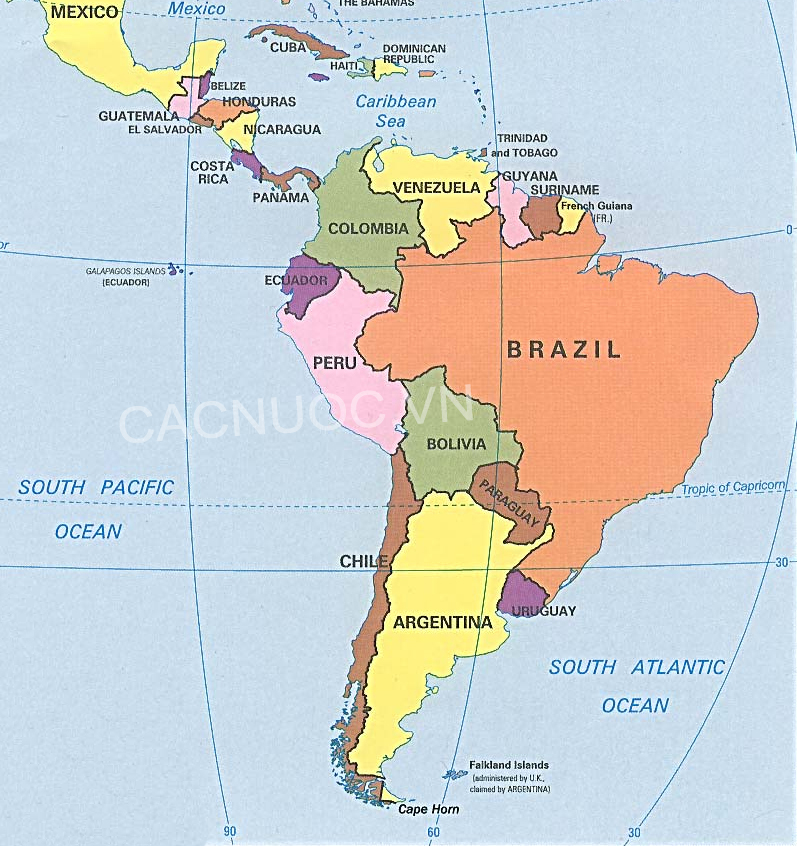 THE BAHAMAS
MEXICO
Mexico
CUBA
DOMINICAN
REPUBLIC
HAITI
BELIZE
HONDURAS
Caribbean
Sea
GUATEMALA
EL SALVADOR
NICARAGUA
TRINIDAD
and TOBAGO
COSTA
RICA
PANAMA
VENEZUELA
GUYANA
SURINAME
French Guiana
(FR.)
COLOMBIA
0
or
GALAPAGOS ISLANDS
(ECUADOR)
ECUADOR
PERU
BRAZIL
CACNUOC.VN
BOLIVIA
SOUTH PACIFIC
OCEAN
PARAGUAY
Tropic of Capricorn
CHILE
30
URUGUAY
ARGENTINA
SOUTH ATLANTIC
OCEAN
Falkland Islands
(administered by U.K.,
claimed by ARGENTINA)
Cape Horn
90
60
30